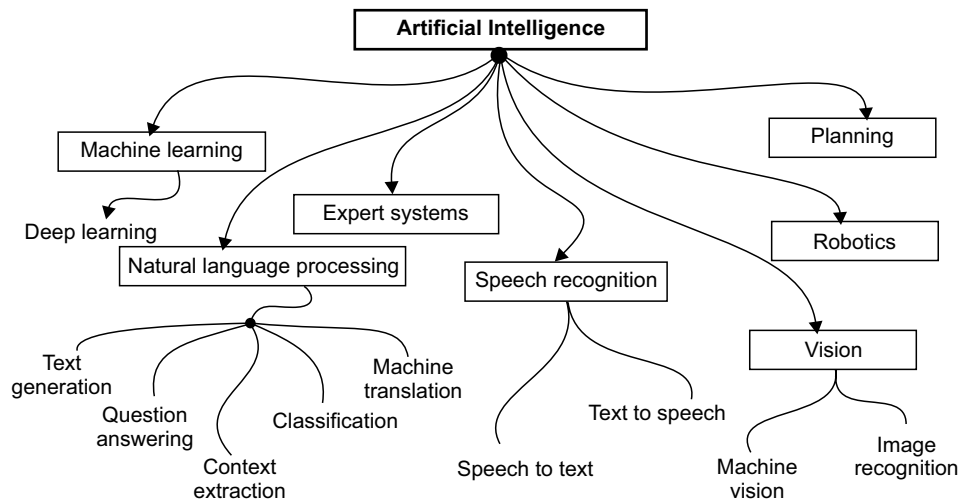 Artificial Intelligence
Machine learning
Planning
Deep learning
Expert systems
Robotics
Natural language processing
Speech recognition
Vision
Text
generation
Question
answering
Context
extraction
Classification
Machine
translation
Speech to text
Text to speech
Machine
vision
Image
recognition